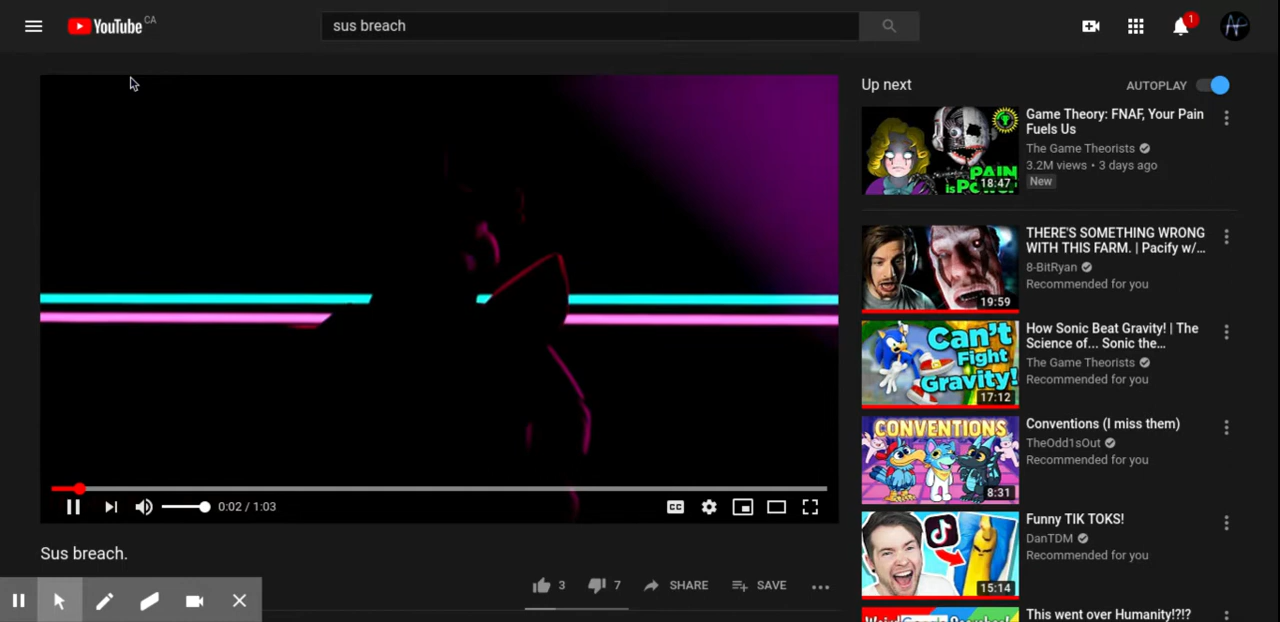 YouTube CA
sus breach
1
Up next
AUTOPLAY
Game Theory: FNAF, Your Pain
Fuels Us
The Game Theorists
3.2M views • 3 days ago
New
PAIN
is POWER
18:47
THERE'S SOMETHING WRONG
WITH THIS FARM. | Pacify w/...
8-BitRyan
Recommended for you
19:59
How Sonic Beat Gravity! | The
Science of... Sonic the...
The Game Theorists
Recommended for you
Can't
Fight
Gravity!
17:12
Conventions (I miss them)
TheOdd1sOut
Recommended for you
CONVENTIONS
8:31
Funny TIK TOKS!
DanTDM
Recommended for you
15:14
This went over Humanity!?!?
0:02 / 1:03
CC
Sus breach.
3
7
SHARE
SAVE